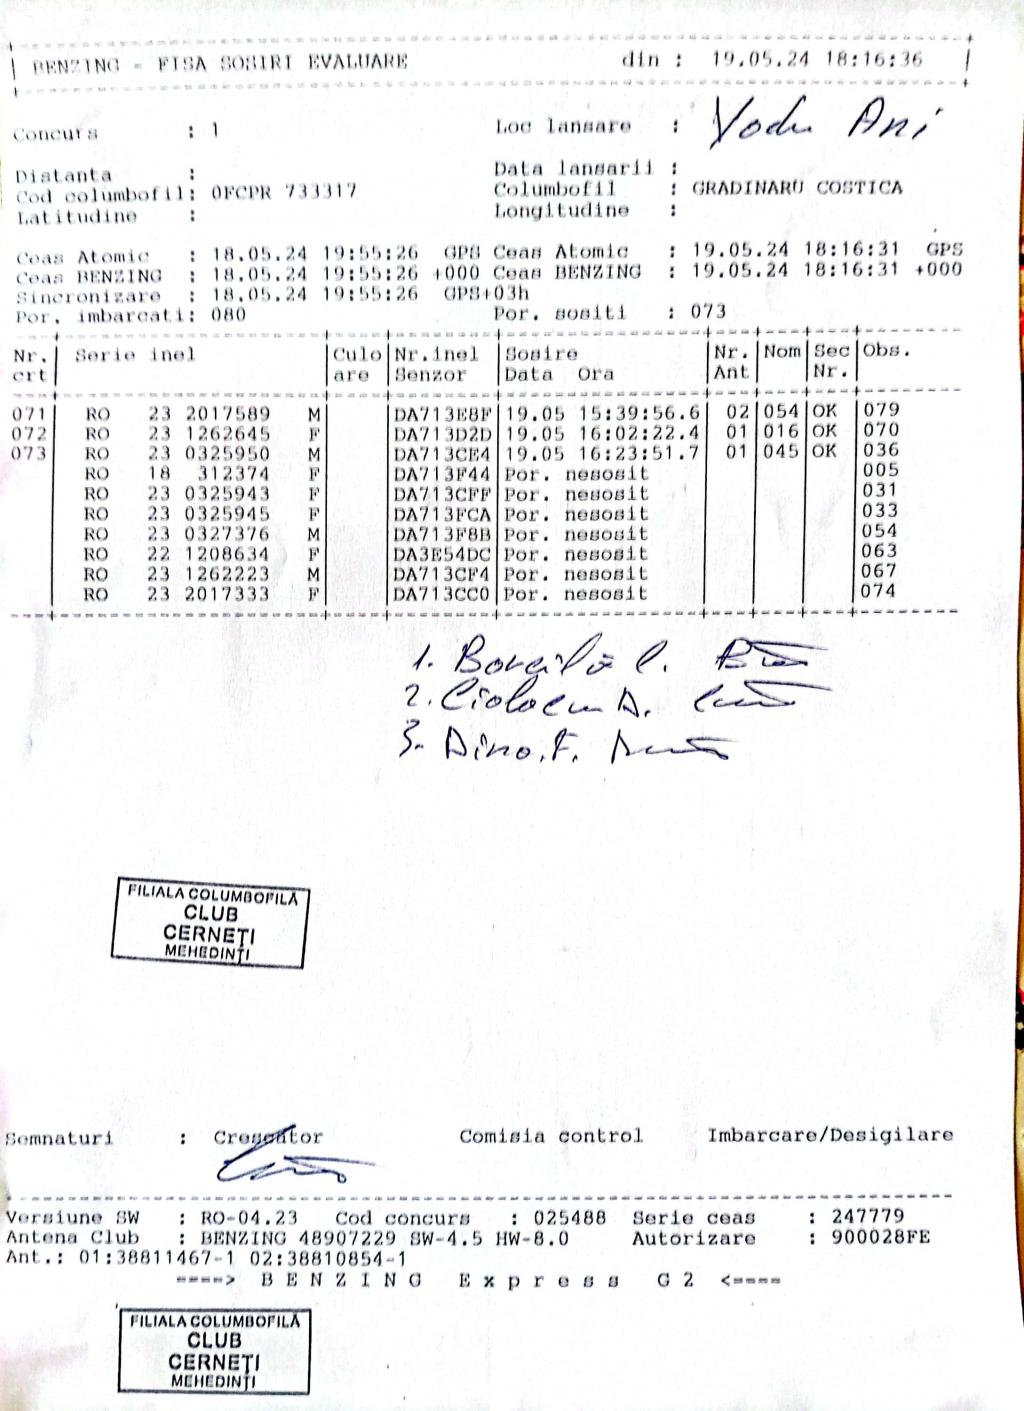 BENZING - FISA SOSIRI EVALUARE din : 19.05.24 18:16:36
Concurs : 1 Loc lansare : Vodu Ani
Distanta : Data lansarii :
Cod columbofil: OFCPR 733317 Columbofil : GRADINARU COSTICA
Latitudine : Longitudine :
Ceas Atomic : 18.05.24 19:55:26 GPS Ceas Atomic : 19.05.24 18:16:31 GPS
Ceas BENZING : 18.05.24 19:55:26 +000 Ceas BENZING : 19.05.24 18:16:31 +000
Sincronizare : 18.05.24 19:55:26 GPS+03h
Por. imbarcati: 080 Por. sositi : 073
Nr. Serie inel Culo Nr.inel Sosire Nr. Nom Sec Obs.
crt are Senzor Data Ora Ant Nr.
071 RO 23 2017589 M DA713E8F 19.05 15:39:56.6 02 054 OK 079
072 RO 23 1262645 F DA713D2D 19.05 16:02:22.4 01 016 OK 070
073 RO 23 0325950 M DA713CE4 19.05 16:23:51.7 01 045 OK 036
RO 18 312374 F DA713F44 Por. nesosit 005
RO 23 0325943 F DA713CFF Por. nesosit 031
RO 23 0325945 F DA713FCA Por. nesosit 033
RO 23 0327376 M DA713F8B Por. nesosit 054
RO 22 1208634 F DA3E54DC Por. nesosit 063
RO 23 1262223 M DA713CF4 Por. nesosit 067
RO 23 2017333 F DA713CC0 Por. nesosit 074
1. Borcilă C.
2. Ciolocu D.
3. Dino. F.
FILIALA COLUMBOFILĂ
CLUB
CERNEȚI
MEHEDINȚI
Semnaturi : Crescator Comisia control Imbarcare/Desigilare
Versiune SW : RO-04.23 Cod concurs : 025488 Serie ceas : 247779
Antena Club : BENZING 48907229 SW-4.5 HW-8.0 Autorizare : 900028FE
Ant.: 01:38811467-1 02:38810854-1
====> B E N Z I N G E x p r e s s G 2 <====
FILIALA COLUMBOFILĂ
CLUB
CERNEȚI
MEHEDINȚI